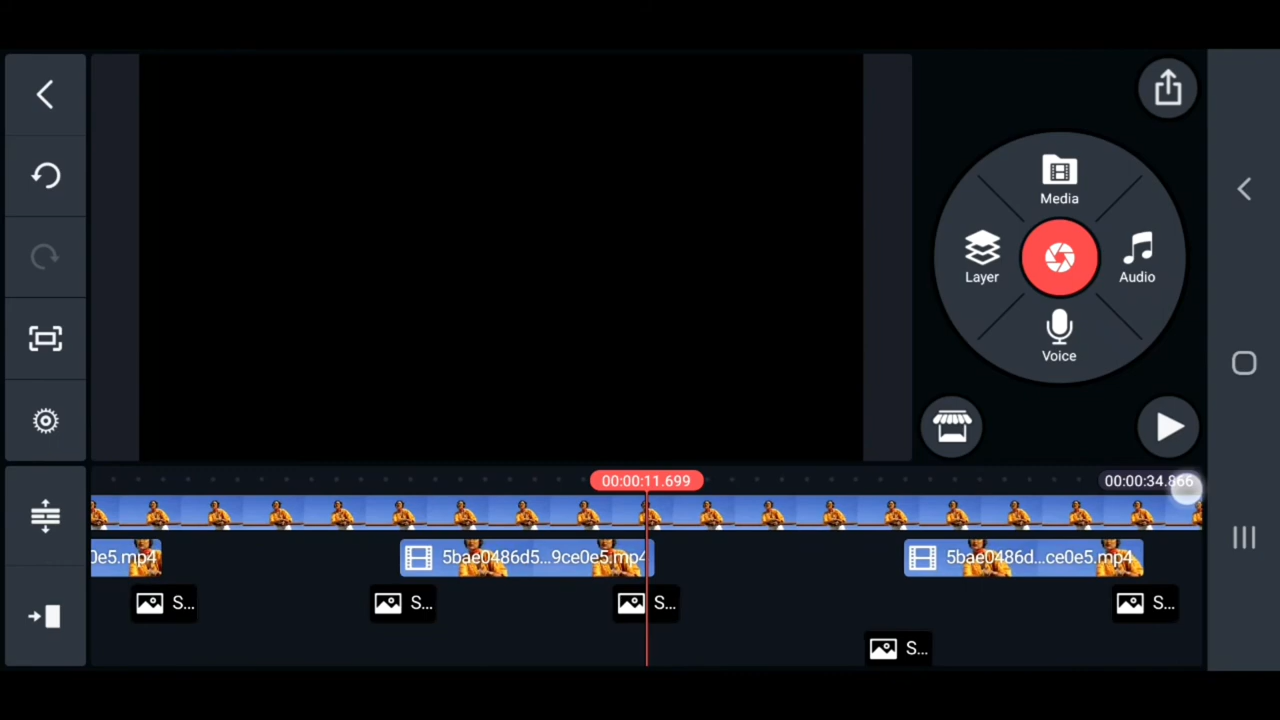 Media
Layer
Audio
Voice
00:00:11.699
00:00:34.866
0e5.mp4
5bae0486d5...9ce0e5.mp4
5bae0486d...ce0e5.mp4
S...
S...
S...
S...
S...